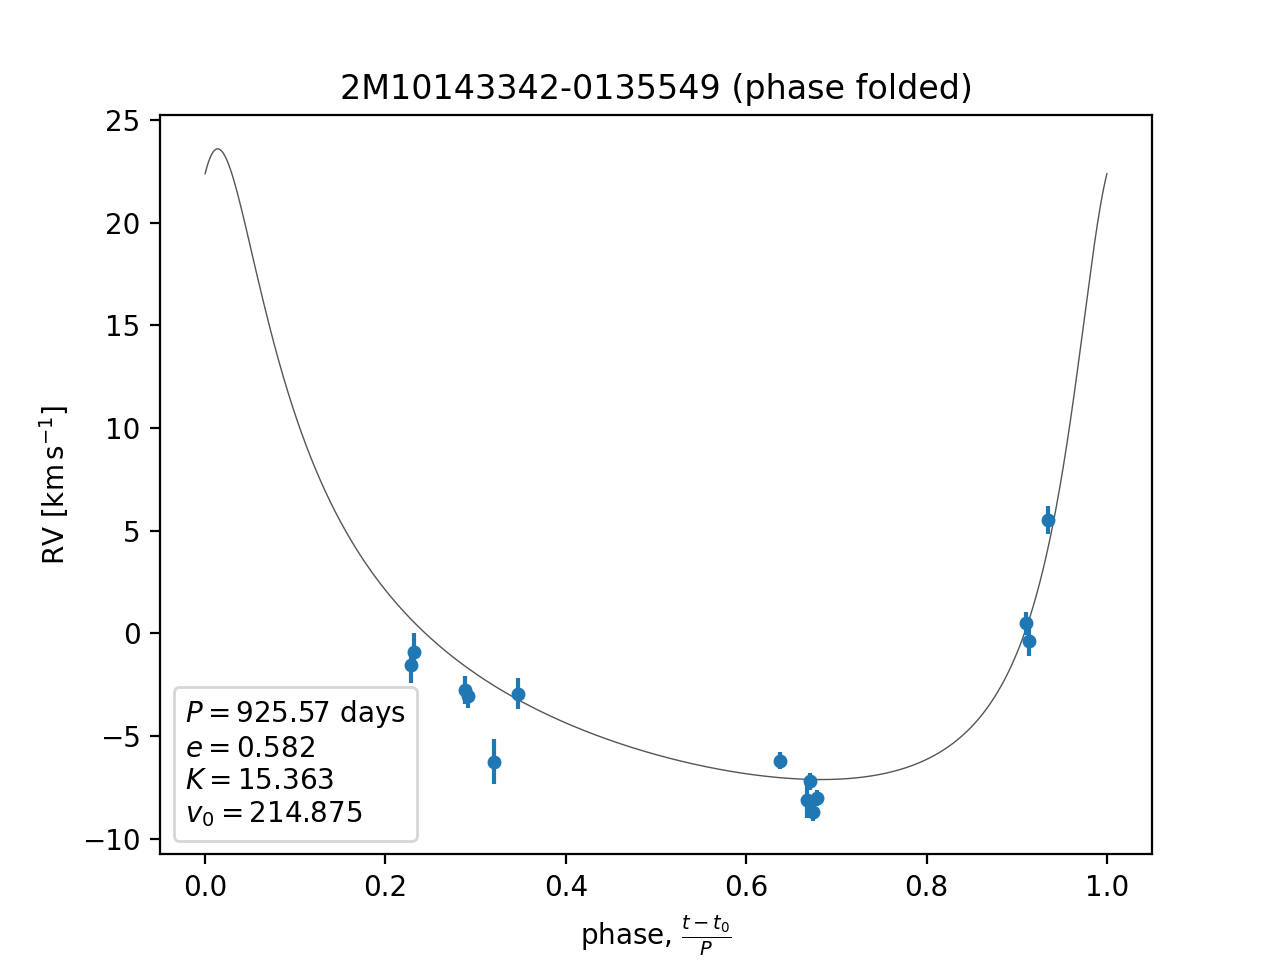 2M10143342-0135549 (phase folded)
25
20
15
10
5
0
−5
−10
RV [km s⁻¹]
P = 925.57 days
e = 0.582
K = 15.363
v₀ = 214.875
0.0 0.2 0.4 0.6 0.8 1.0
phase, (t − t₀)/P